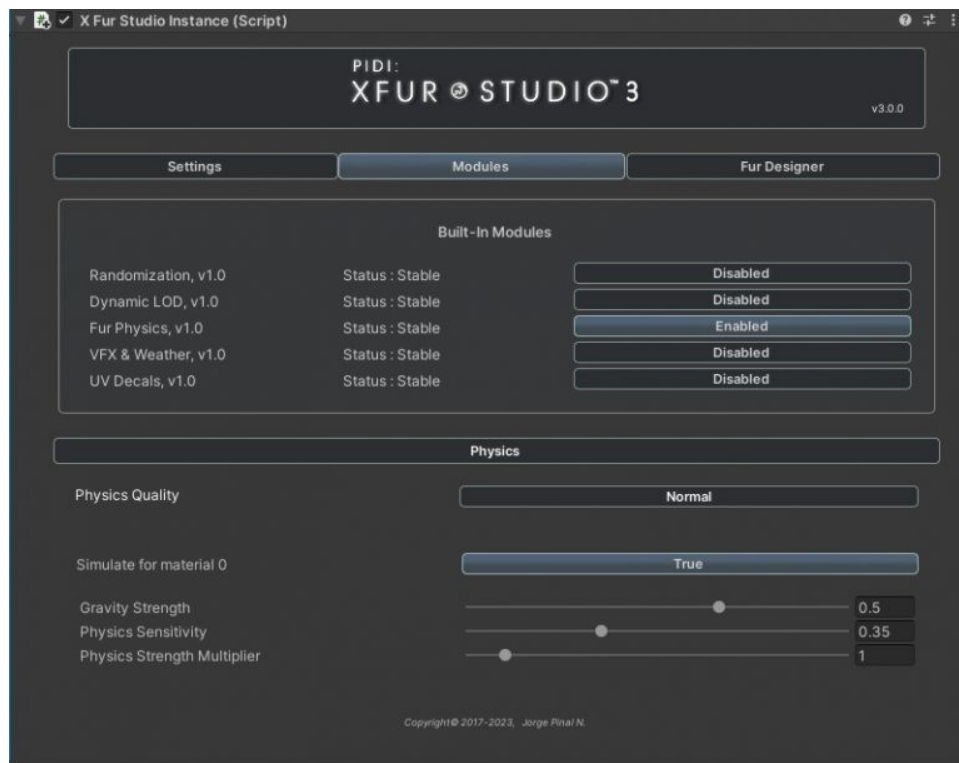 X Fur Studio Instance (Script)
PIDI:
XFUR STUDIO™ 3
v3.0.0
Settings Modules Fur Designer
Built-In Modules
Randomization, v1.0 Status : Stable Disabled
Dynamic LOD, v1.0 Status : Stable Disabled
Fur Physics, v1.0 Status : Stable Enabled
VFX & Weather, v1.0 Status : Stable Disabled
UV Decals, v1.0 Status : Stable Disabled
Physics
Physics Quality Normal
Simulate for material 0 True
Gravity Strength 0.5
Physics Sensitivity 0.35
Physics Strength Multiplier 1
Copyright© 2017-2023, Jorge Pinal N.